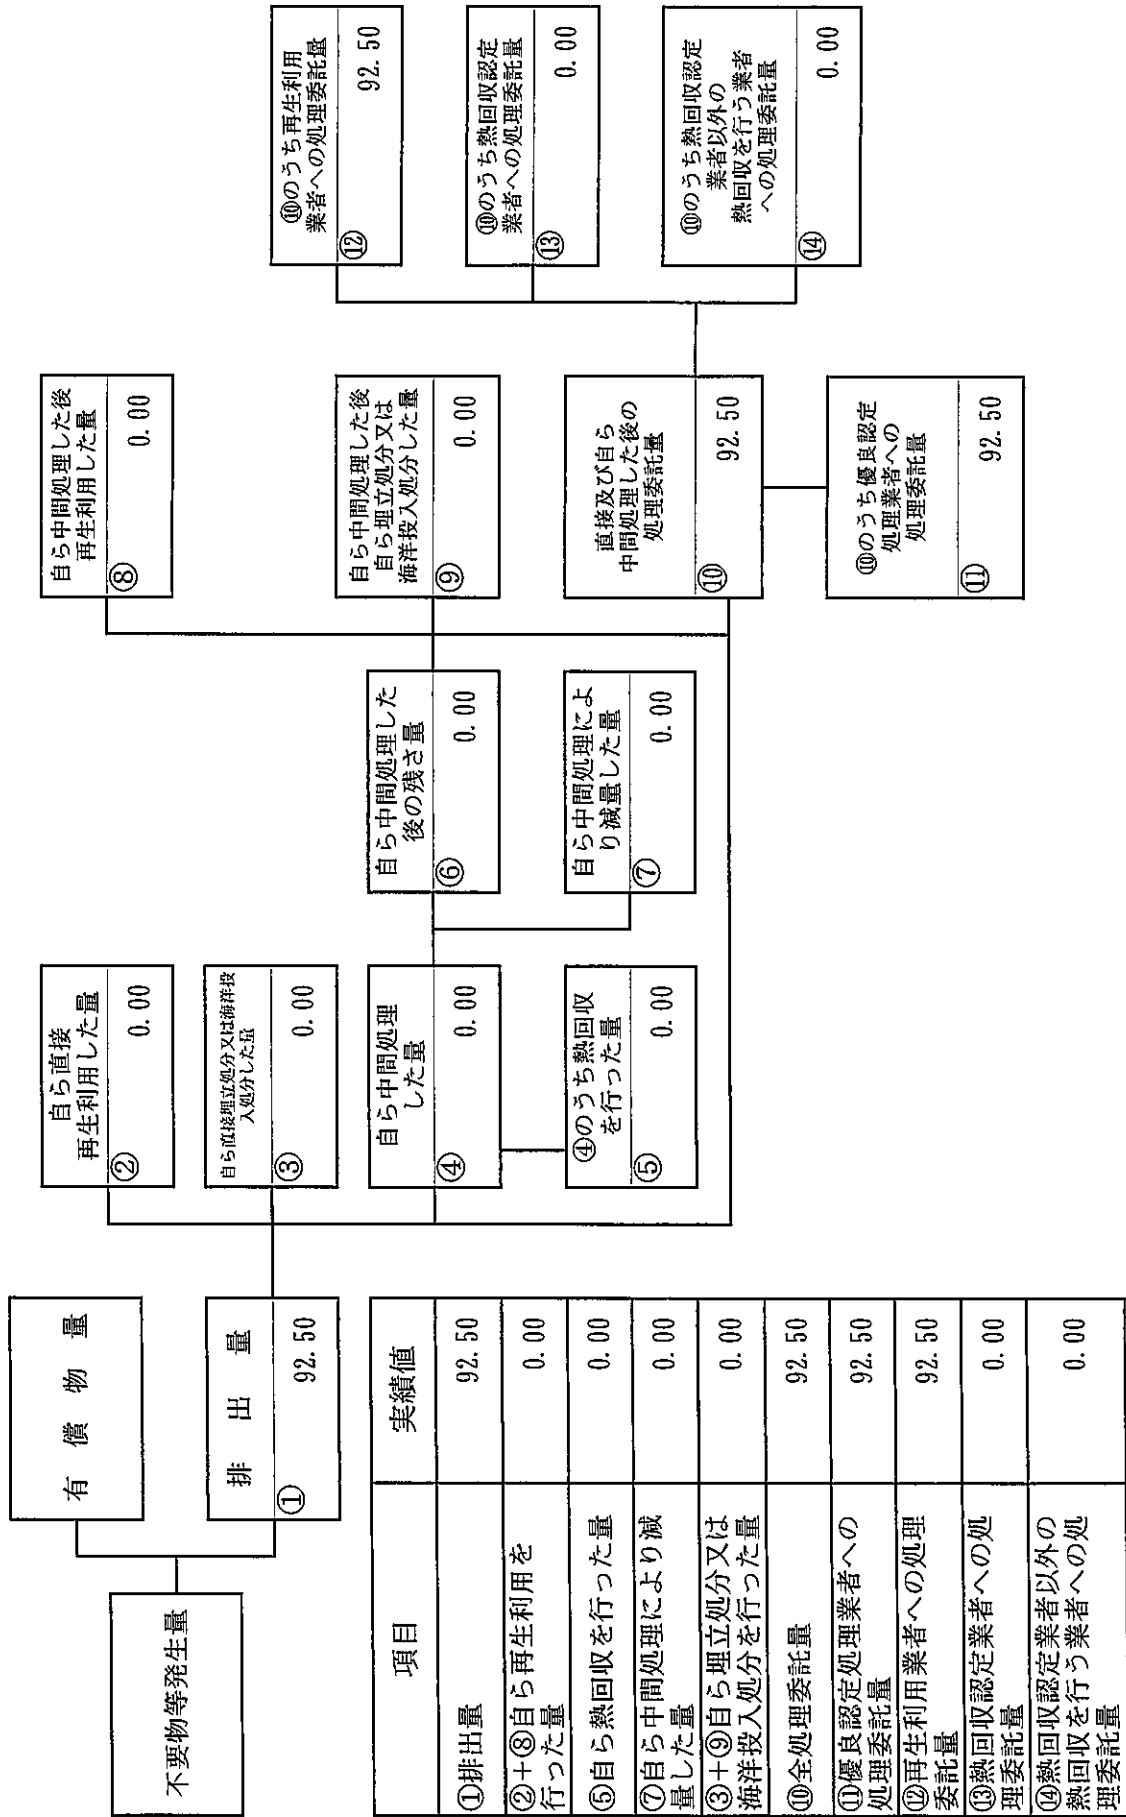 不要物等発生量
有償物量
排出量
①
92.50
自ら直接
再生利用した量
②
0.00
自ら直接埋立処分又は海洋投
入処分した量
③
0.00
自ら中間処理
した量
④
0.00
④のうち熱回収
を行った量
⑤
0.00
自ら中間処理した
後の残さ量
⑥
0.00
自ら中間処理によ
り減量した量
⑦
0.00
自ら中間処理した後
再生利用した量
⑧
0.00
自ら中間処理した後
自ら埋立処分又は
海洋投入処分した量
⑨
0.00
直接及び自ら
中間処理した後の
処理委託量
⑩
92.50
⑩のうち優良認定
処理業者への
処理委託量
⑪
92.50
⑩のうち再生利用
業者への処理委託量
⑫
92.50
⑩のうち熱回収認定
業者への処理委託量
⑬
0.00
⑩のうち熱回収認定
業者以外の
熱回収を行う業者
への処理委託量
⑭
0.00
項目 実績値
①排出量 92.50
②+⑧自ら再生利用を
行った量 0.00
⑤自ら熱回収を行った量 0.00
⑦自ら中間処理により減
量した量 0.00
③+⑨自ら埋立処分又は
海洋投入処分を行った量 0.00
⑩全処理委託量 92.50
⑪優良認定処理業者への
処理委託量 92.50
⑫再生利用業者への処理
委託量 92.50
⑬熱回収認定業者への処
理委託量 0.00
⑭熱回収認定業者以外の
熱回収を行う業者への処
理委託量 0.00